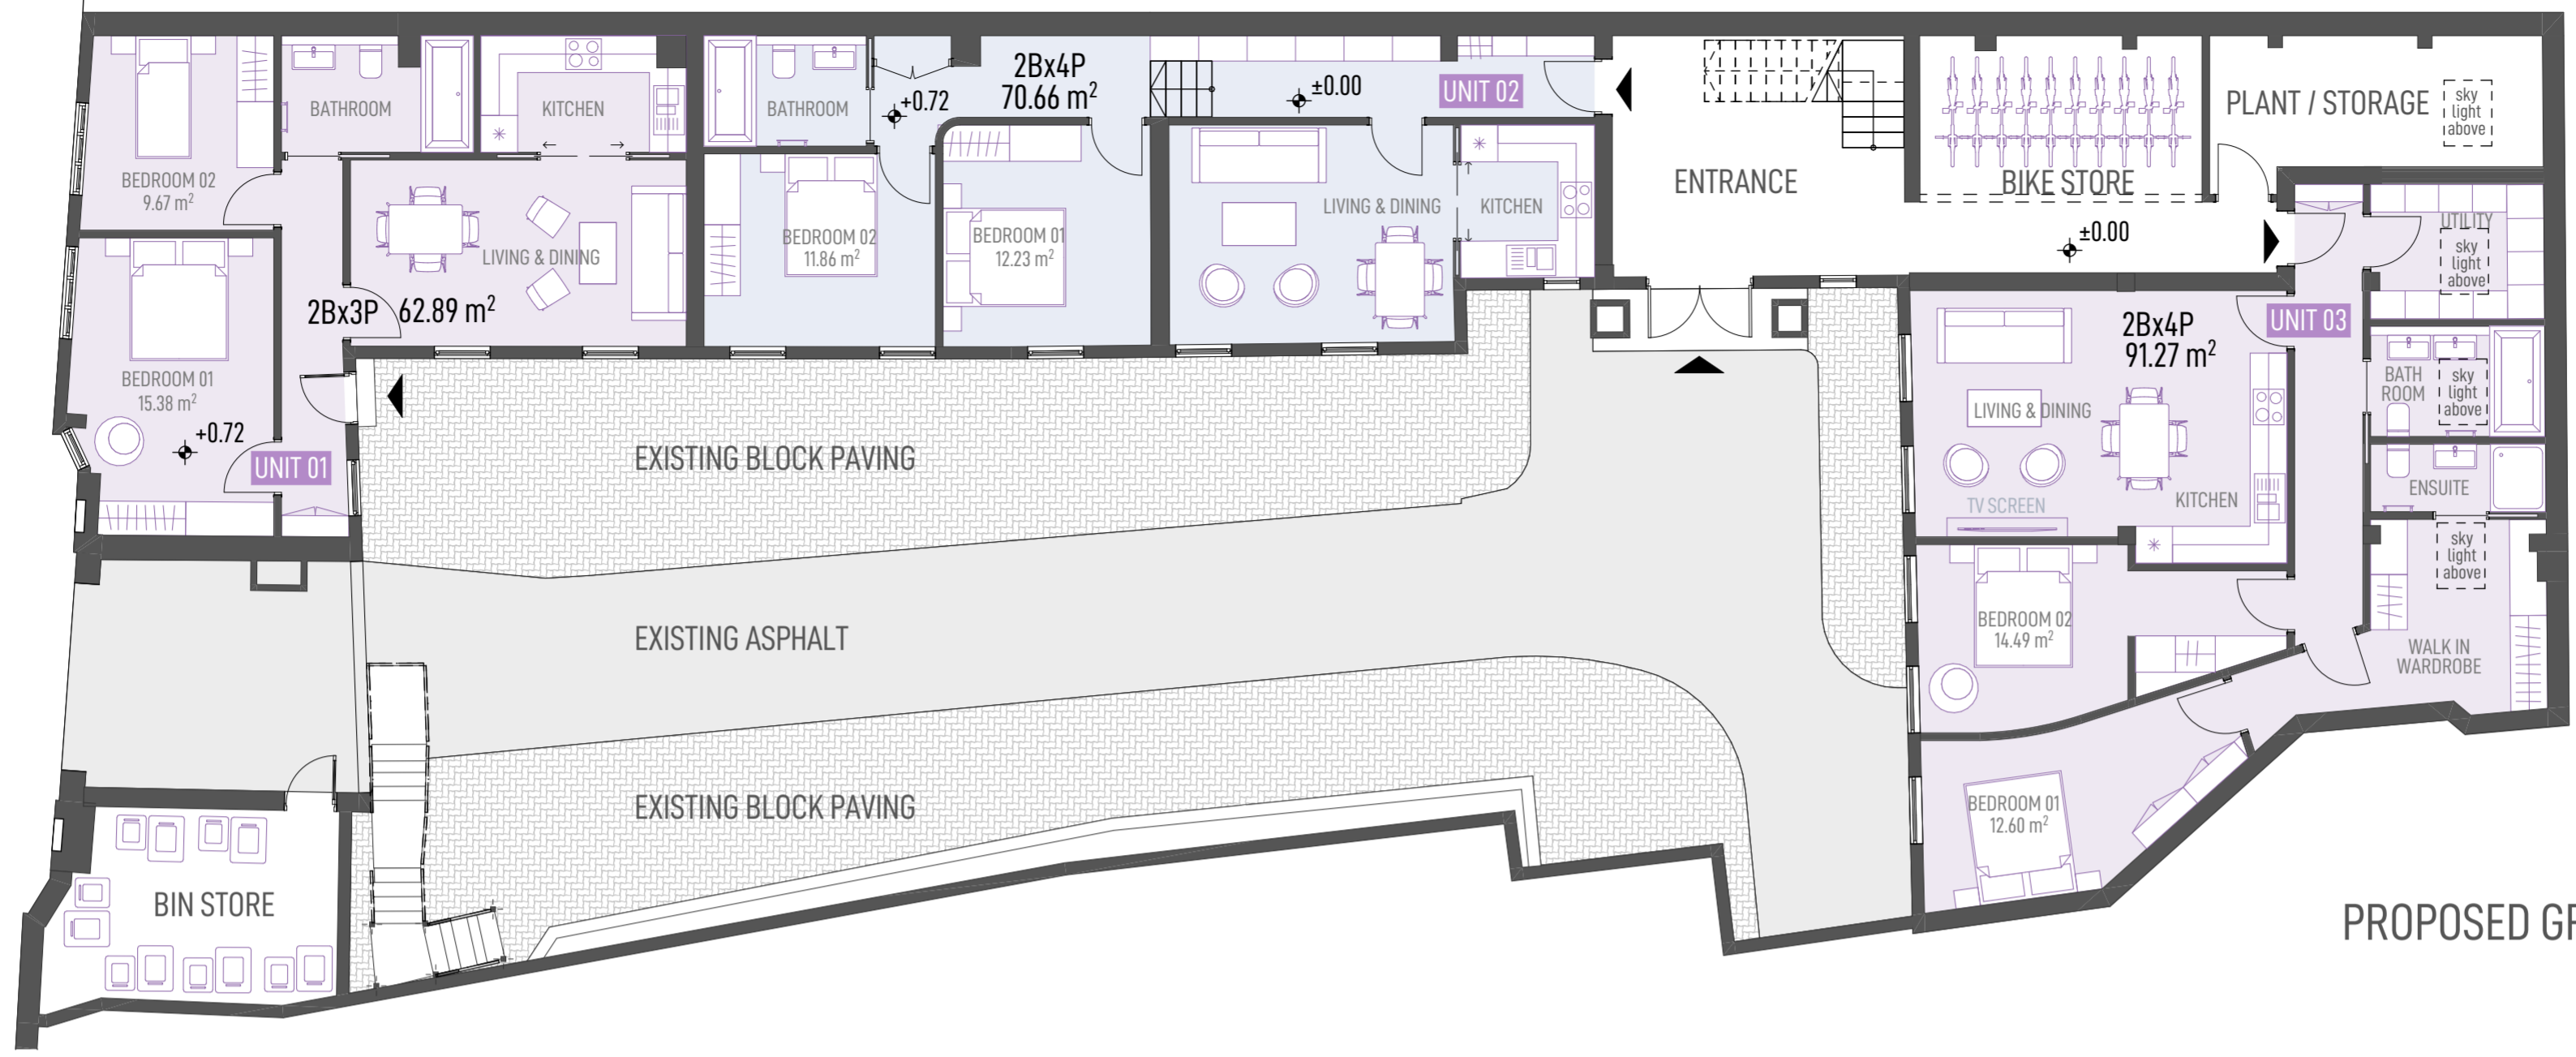 BEDROOM 02
9.67 m²
BATHROOM
KITCHEN
LIVING & DINING
2Bx3P 62.89 m²
BEDROOM 01
15.38 m²
+0.72
UNIT 01
BATHROOM
+0.72
2Bx4P
70.66 m²
±0.00
UNIT 02
BEDROOM 02
11.86 m²
BEDROOM 01
12.23 m²
LIVING & DINING
KITCHEN
ENTRANCE
BIKE STORE
±0.00
PLANT / STORAGE
sky
light
above
UTILITY
sky
light
above
UNIT 03
2Bx4P
91.27 m²
LIVING & DINING
TV SCREEN
KITCHEN
BATH
ROOM
sky
light
above
ENSUITE
sky
light
above
WALK IN
WARDROBE
BEDROOM 02
14.49 m²
BEDROOM 01
12.60 m²
EXISTING BLOCK PAVING
EXISTING ASPHALT
EXISTING BLOCK PAVING
BIN STORE
PROPOSED GR